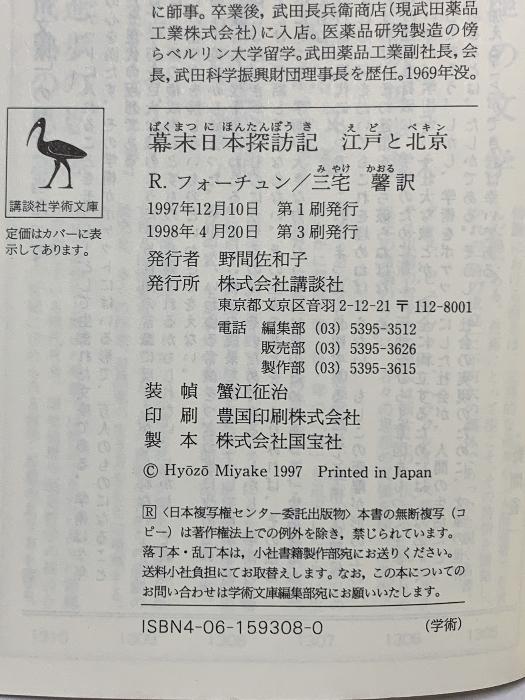 に師事。卒業後，武田長兵衛商店（現武田薬品
工業株式会社）に入店。医薬品研究製造の傍
らベルリン大学留学。武田薬品工業副社長，会
長，武田科学振興財団理事長を歴任。1969年没。
講談社学術文庫
定価はカバーに表
示してあります。
ばくまつ に ほんたんぼう き えど ペキン
幕末日本探訪記 江戸と北京
み やけ かおる
R. フォーチュン／三宅 馨 訳
1997年12月10日 第１刷発行
1998年４月20日 第３刷発行
発行者 野間佐和子
発行所 株式会社講談社
東京都文京区音羽 2-12-21 〒 112-8001
電話 編集部 (03) 5395-3512
販売部 (03) 5395-3626
製作部 (03) 5395-3615
装 幀 蟹江征治
印 刷 豊国印刷株式会社
製 本 株式会社国宝社
© Hyōzō Miyake 1997 Printed in Japan
R〈日本複写権センター委託出版物〉本書の無断複写（コ
ピー）は著作権法上での例外を除き，禁じられています。
落丁本・乱丁本は，小社書籍製作部宛にお送りください。
送料小社負担にてお取替えします。なお，この本についての
お問い合わせは学術文庫編集部宛にお願いいたします。
ISBN4-06-159308-0 （学術）